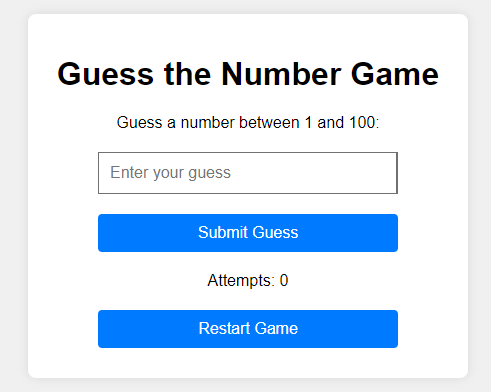 Guess the Number Game
Guess a number between 1 and 100:
Enter your guess
Submit Guess
Attempts: 0
Restart Game